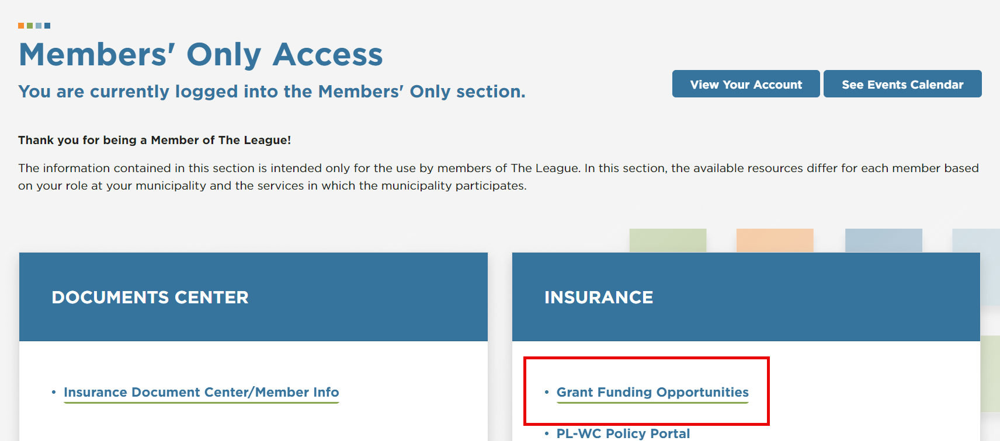 Members' Only Access
You are currently logged into the Members' Only section.
View Your Account
See Events Calendar
Thank you for being a Member of The League!
The information contained in this section is intended only for the use by members of The League. In this section, the available resources differ for each member based
on your role at your municipality and the services in which the municipality participates.
DOCUMENTS CENTER
• Insurance Document Center/Member Info
INSURANCE
• Grant Funding Opportunities
• PL-WC Policy Portal